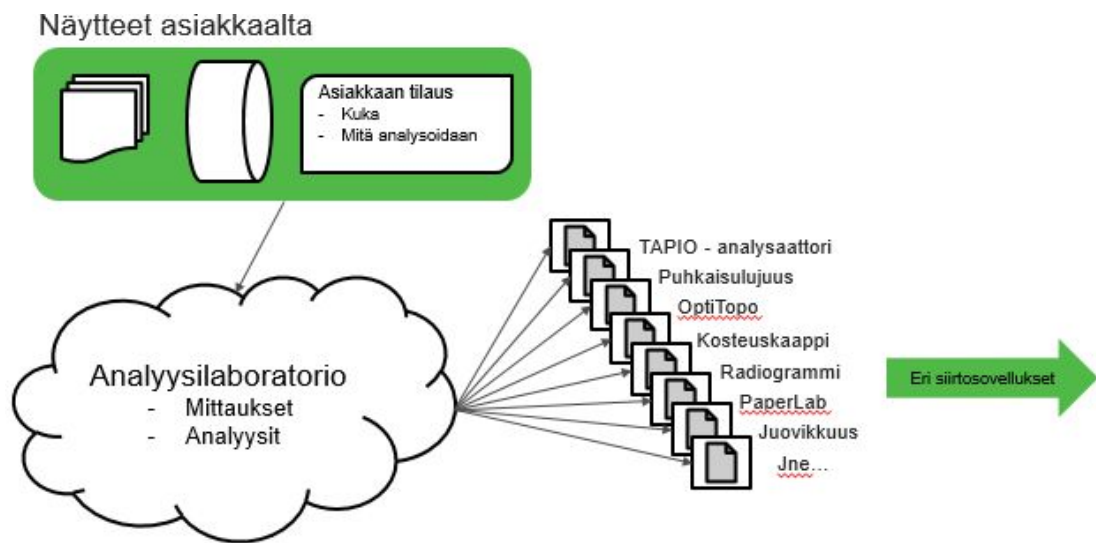 Näytteet asiakkaalta
Asiakkaan tilaus
- Kuka
- Mitä analysoidaan
TAPIO - analysaattori
Puhkaisulujuus
OptiTopo
Kosteuskaappi
Radiogrammi
PaperLab
Juovikkuus
Jne...
Analyysilaboratorio
- Mittaukset
- Analyysit
Eri siirtosovellukset